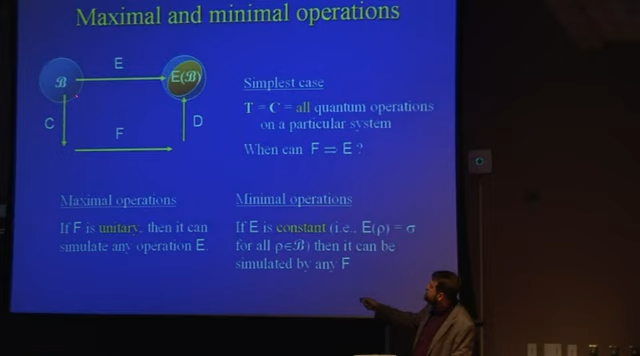 Maximal and minimal operations
E
ℬ
E(ℬ)
C
F
D
Simplest case
T = C = all quantum operations
on a particular system
When can F ⇒ E ?
Maximal operations
If F is unitary, then it can
simulate any operation E.
Minimal operations
If E is constant (i.e., E(ρ) = σ
for all ρ∈ℬ) then it can be
simulated by any F